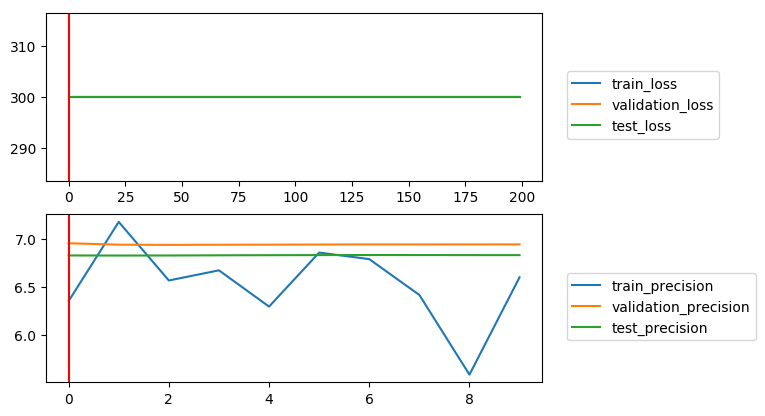 310
300
290
0 25 50 75 100 125 150 175 200
train_loss
validation_loss
test_loss
7.0
6.5
6.0
0 2 4 6 8
train_precision
validation_precision
test_precision